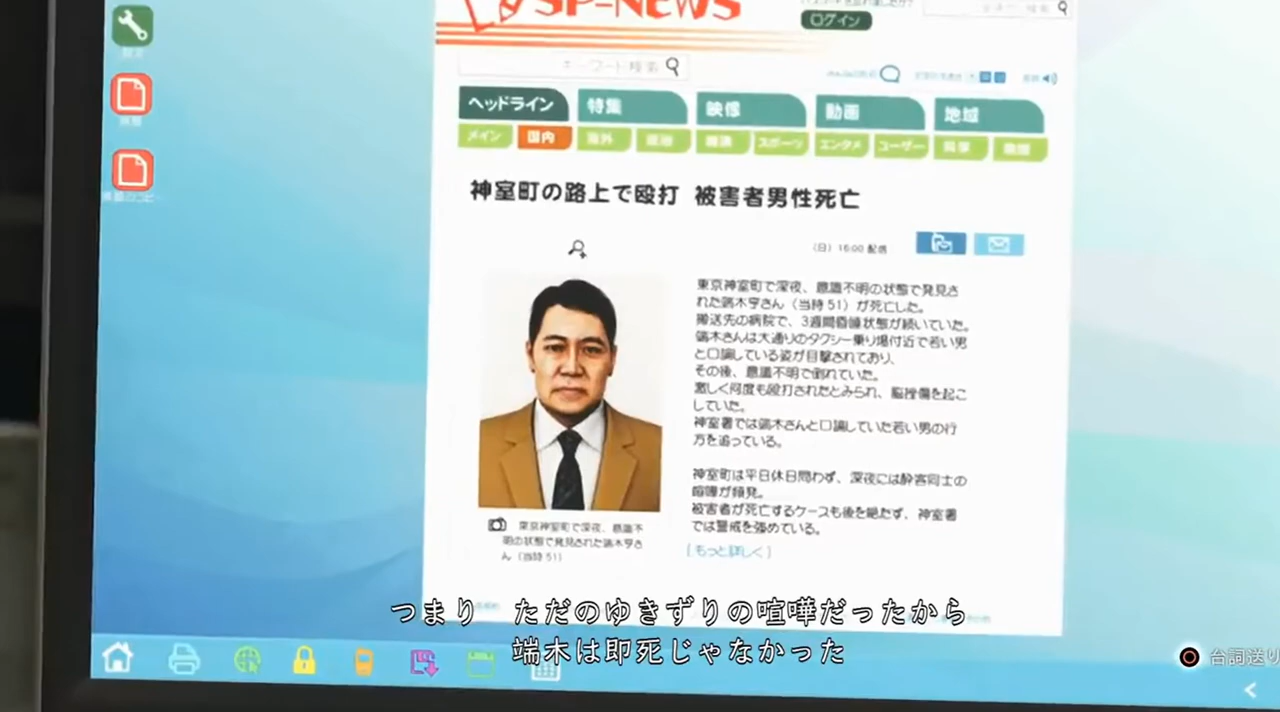 SP-NEWS
ログイン
キーワード検索
ヘッドライン 特集 映像 動画 地域
メイン 国内 海外 政治 経済 スポーツ エンタメ ユーザー 科学
神室町の路上で殴打 被害者男性死亡
(日) 16:00 配信
東京神室町で深夜、意識不明の状態で発見さ
れた端木亨さん(当時 51)が死亡した。
搬送先の病院で、3週間昏睡状態が続いていた。
端木さんは大通りのタクシー乗り場付近で若い男
と口論している姿が目撃されており、
その後、意識不明で倒れていた。
激しく何度も殴打されたとみられ、脳挫傷を起こ
していた。
神室署では端木さんと口論していた若い男の行
方を追っている。
神室町は平日休日問わず、深夜には酔客同士の
喧嘩が頻発。
被害者が死亡するケースも後を絶たず、神室署
では警戒を強めている。
[もっと詳しく]
東京神室町で深夜、意識不
明の状態で発見された端木亨さ
ん(当時 51)
つまり ただのゆきずりの喧嘩だったから
端木は即死じゃなかった
台詞送り